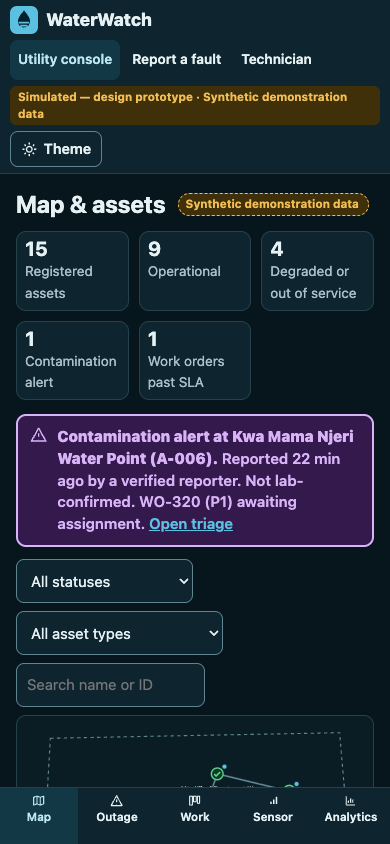 WaterWatch
Utility console
Report a fault
Technician
Simulated — design prototype · Synthetic demonstration
data
Theme
Map & assets
Synthetic demonstration data
15
Registered
assets
9
Operational
4
Degraded or
out of service
1
Contamination
alert
1
Work orders
past SLA
Contamination alert at Kwa Mama Njeri
Water Point (A-006). Reported 22 min
ago by a verified reporter. Not lab-
confirmed. WO-320 (P1) awaiting
assignment. Open triage
All statuses
All asset types
Search name or ID
Map
Outage
Work
Sensor
Analytics